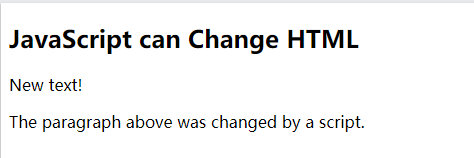 JavaScript can Change HTML
New text!
The paragraph above was changed by a script.